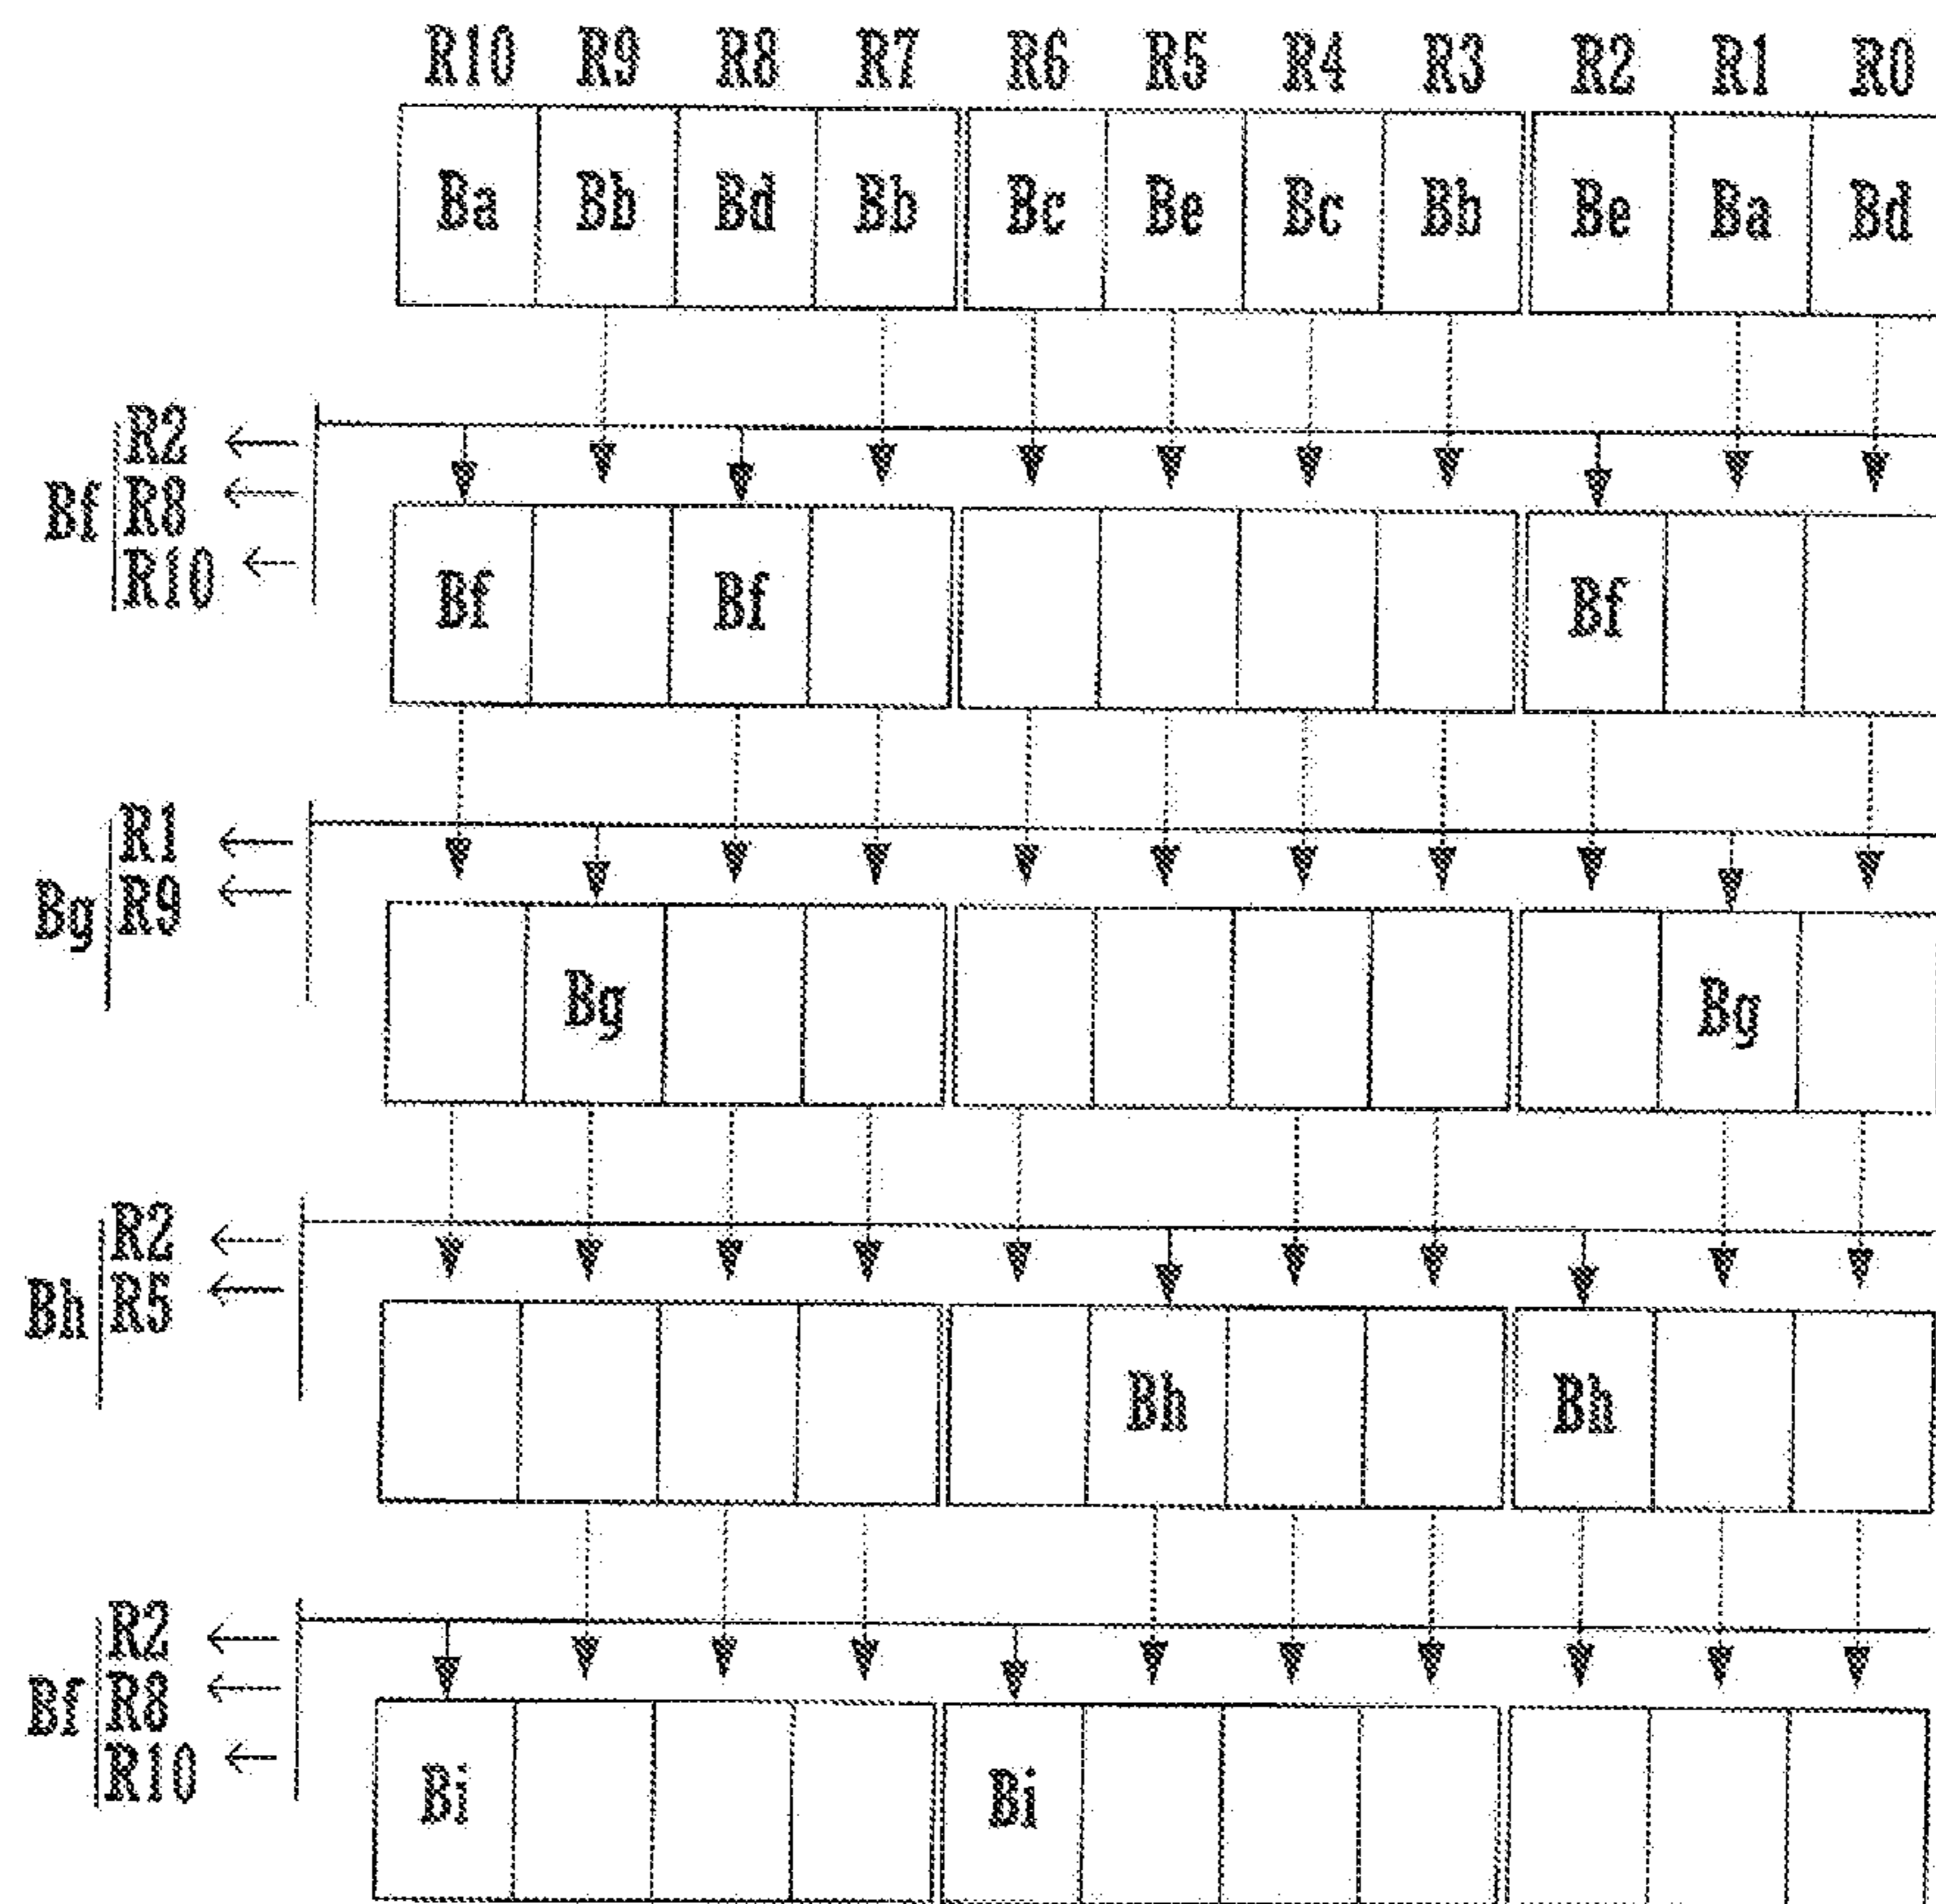 R10 R9 R8 R7 R6 R5 R4 R3 R2 R1 R0
Ba Bb Bd Bb Bc Be Bc Bb Be Ba Bd
R2
Bf R8
R10
Bf Bf Bf
R1
Bg R9
Bg Bg
R2
Bh R5
Bh Bh
R2
Bf R8
R10
Bi Bi